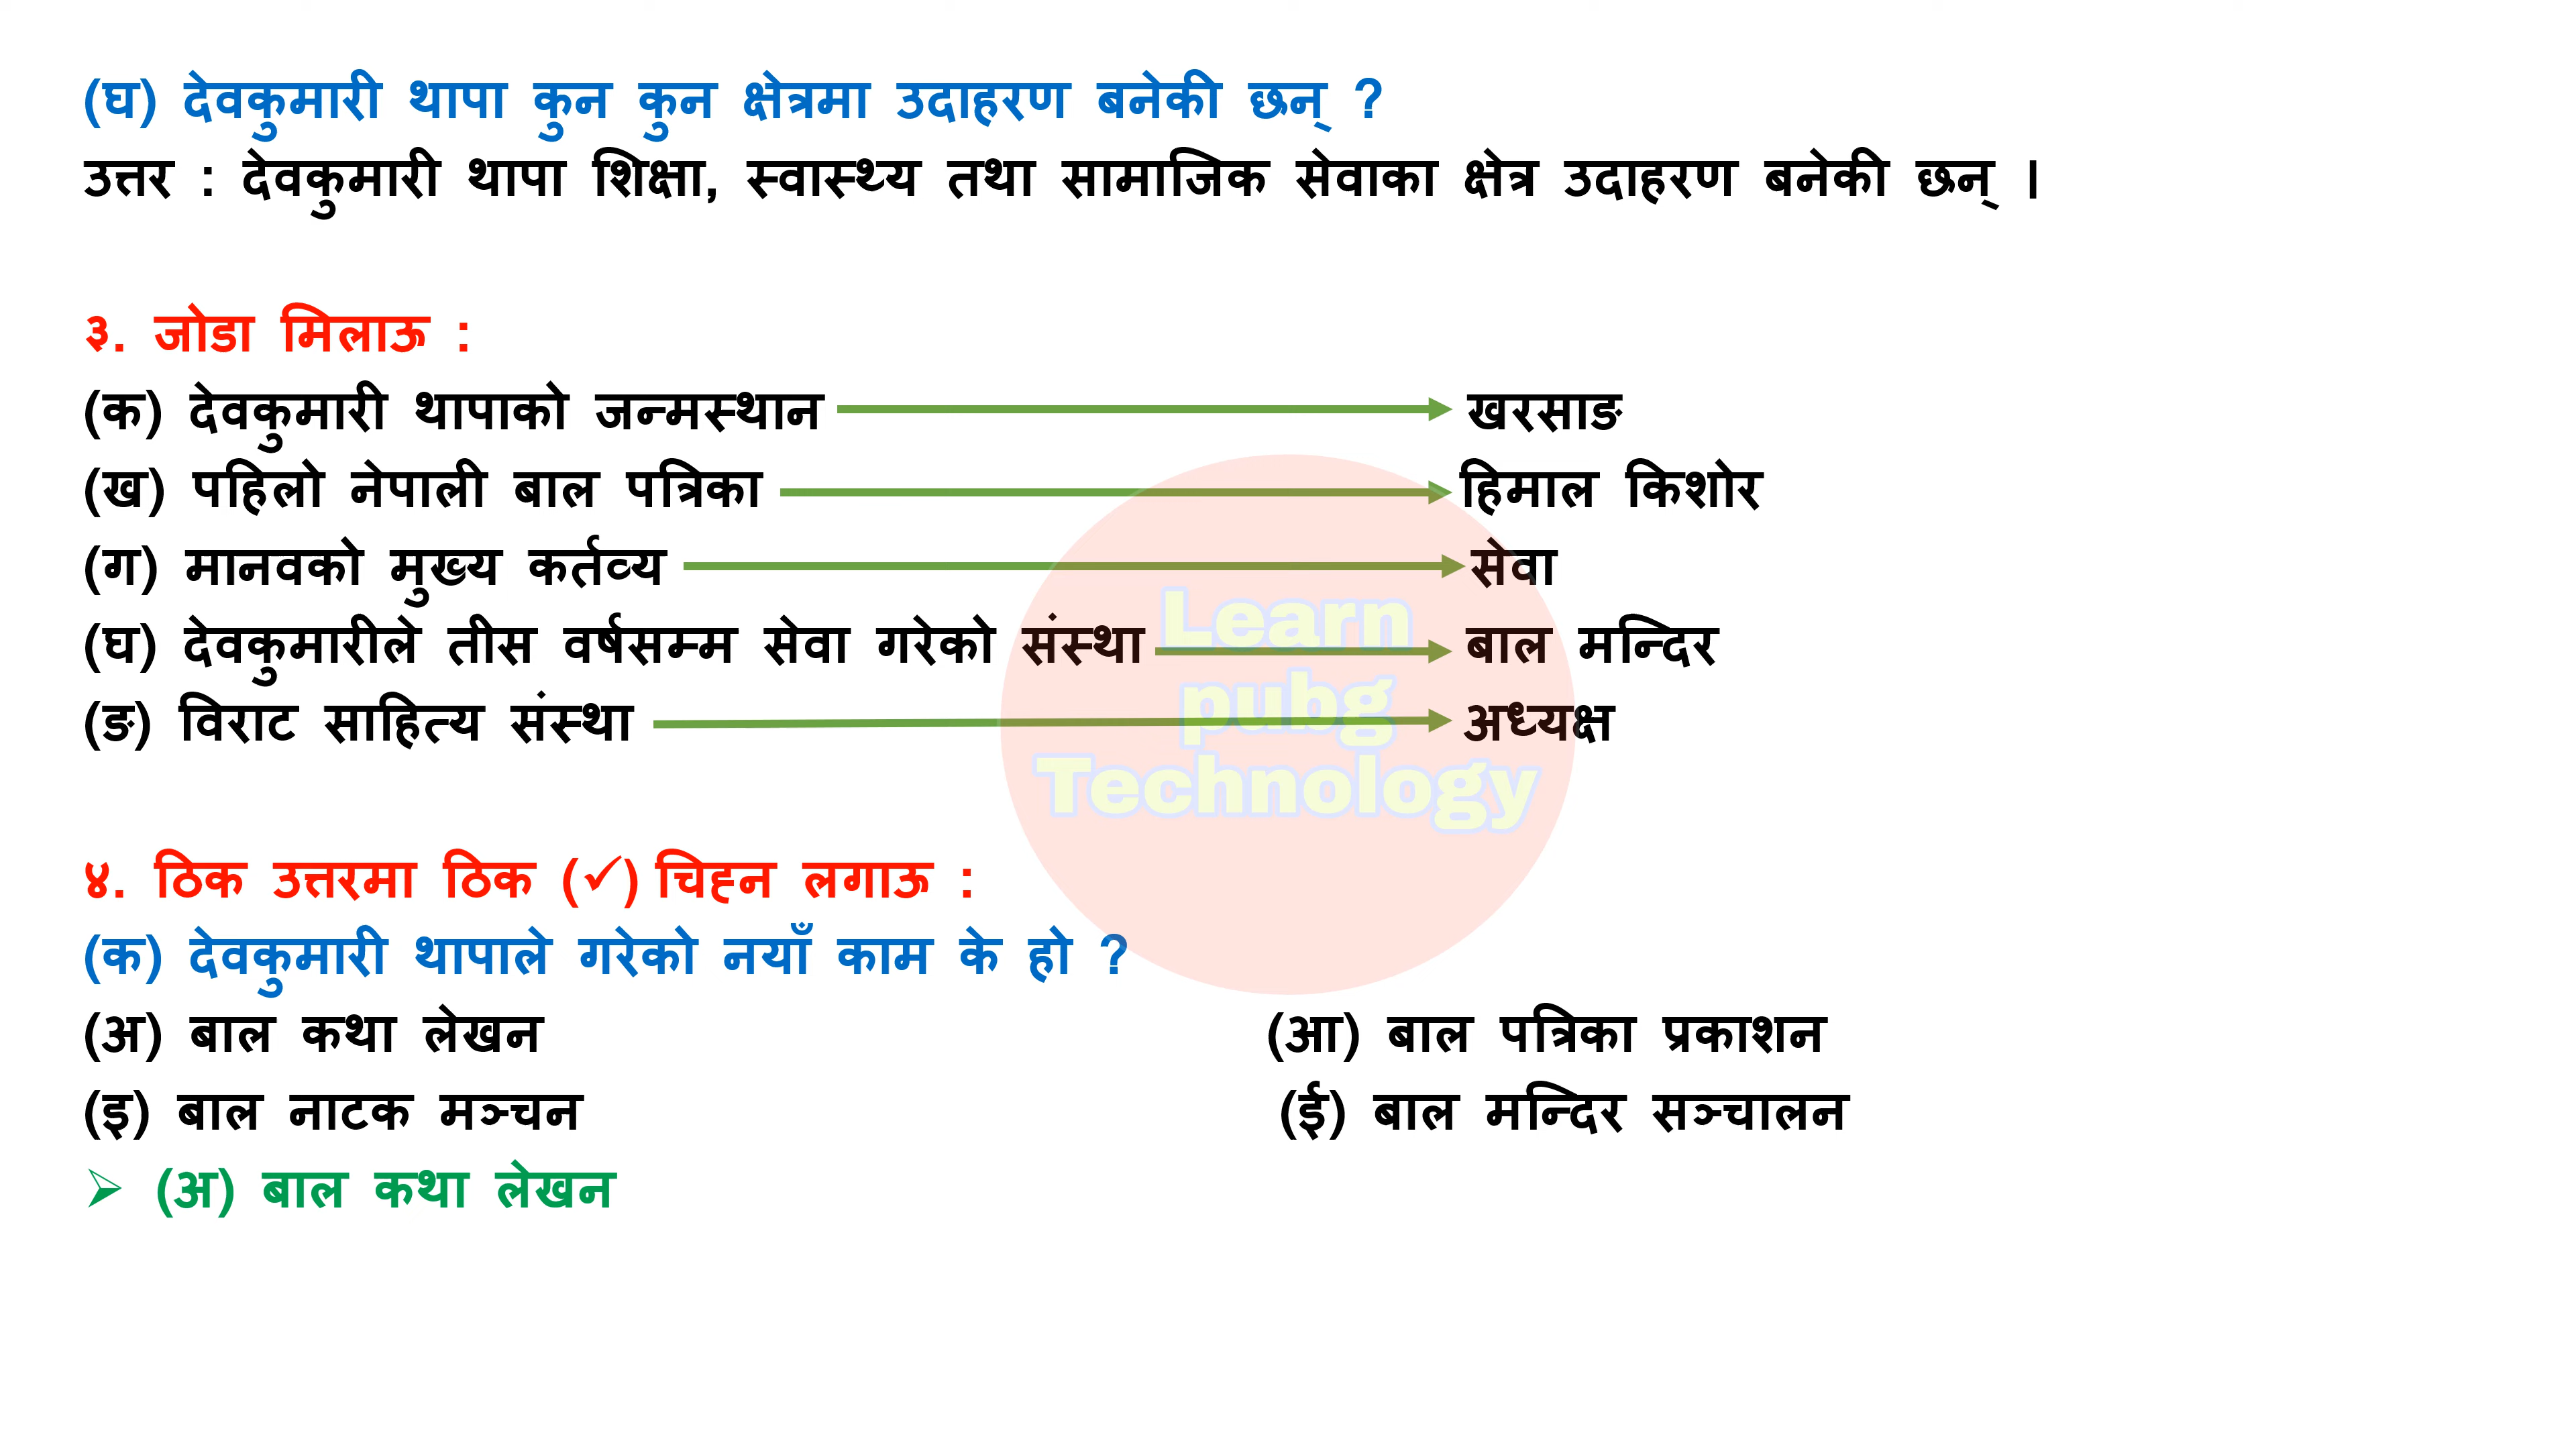 (घ) देवकुमारी थापा कुन कुन क्षेत्रमा उदाहरण बनेकी छन् ?
उत्तर : देवकुमारी थापा शिक्षा, स्वास्थ्य तथा सामाजिक सेवाका क्षेत्र उदाहरण बनेकी छन् ।
३. जोडा मिलाऊ :
(क) देवकुमारी थापाको जन्मस्थान खरसाङ
(ख) पहिलो नेपाली बाल पत्रिका हिमाल किशोर
(ग) मानवको मुख्य कर्तव्य सेवा
(घ) देवकुमारीले तीस वर्षसम्म सेवा गरेको संस्था बाल मन्दिर
(ङ) विराट साहित्य संस्था अध्यक्ष
Learn
pubg
Technology
४. ठिक उत्तरमा ठिक (✓) चिह्न लगाऊ :
(क) देवकुमारी थापाले गरेको नयाँ काम के हो ?
(अ) बाल कथा लेखन (आ) बाल पत्रिका प्रकाशन
(इ) बाल नाटक मञ्चन (ई) बाल मन्दिर सञ्चालन
➢ (अ) बाल कथा लेखन